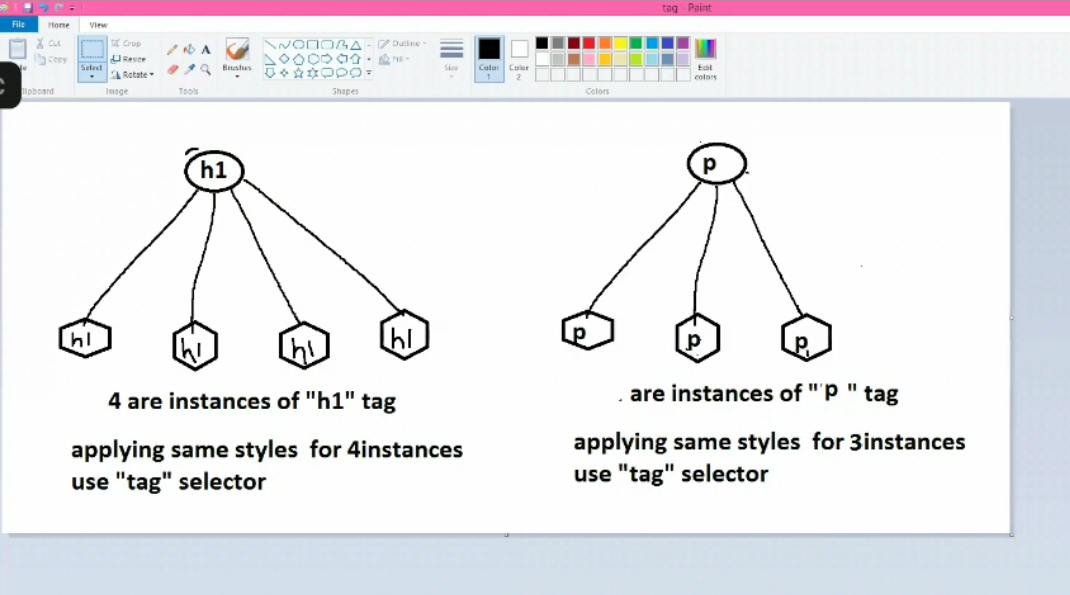 tag - Paint
File Home View
Cut
Copy
Select
Crop
Resize
Rotate
Image
A
Tools
Brushes
Shapes
Outline
Fill
Size
Color 1
Color 2
Colors
Edit colors
h1
h1 h1 h1 h1
4 are instances of "h1" tag
applying same styles for 4instances
use "tag" selector
p
p p p
. are instances of "p " tag
applying same styles for 3instances
use "tag" selector